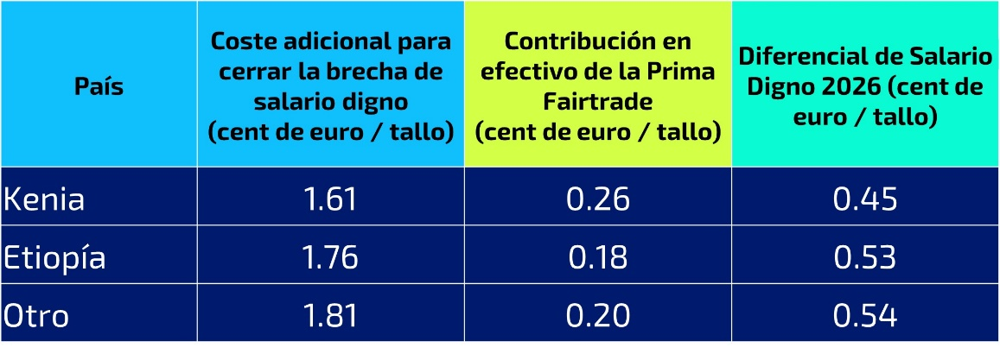 País
Coste adicional para
cerrar la brecha de
salario digno
(cent de euro / tallo)
Contribución en
efectivo de la Prima
Fairtrade
(cent de euro / tallo)
Diferencial de Salario
Digno 2026 (cent de
euro / tallo)
Kenia 1.61 0.26 0.45
Etiopía 1.76 0.18 0.53
Otro 1.81 0.20 0.54